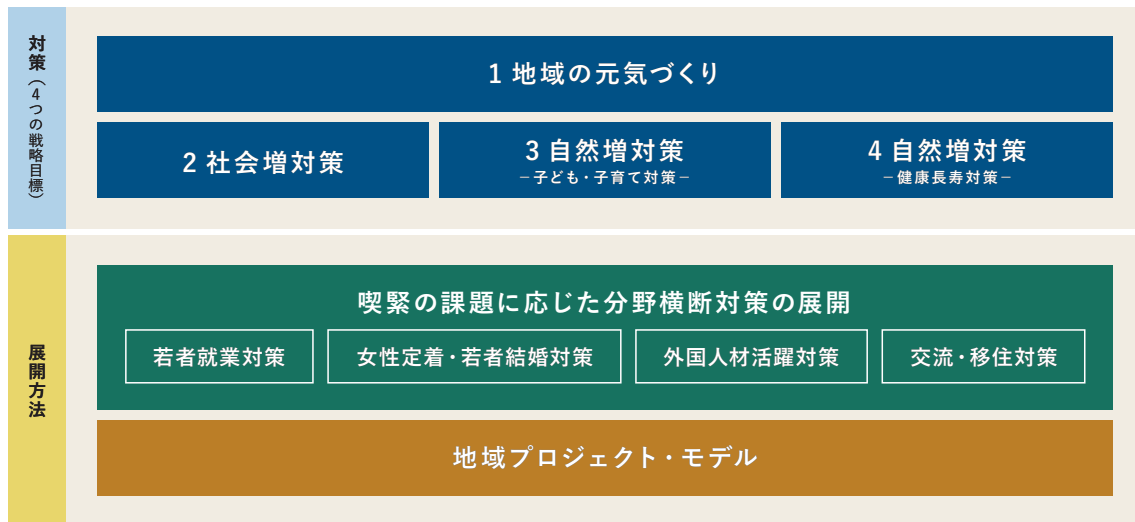 対策（4つの戦略目標）
1 地域の元気づくり
2 社会増対策
3 自然増対策
－子ども・子育て対策－
4 自然増対策
－健康長寿対策－
展開方法
喫緊の課題に応じた分野横断対策の展開
若者就業対策
女性定着・若者結婚対策
外国人材活躍対策
交流・移住対策
地域プロジェクト・モデル